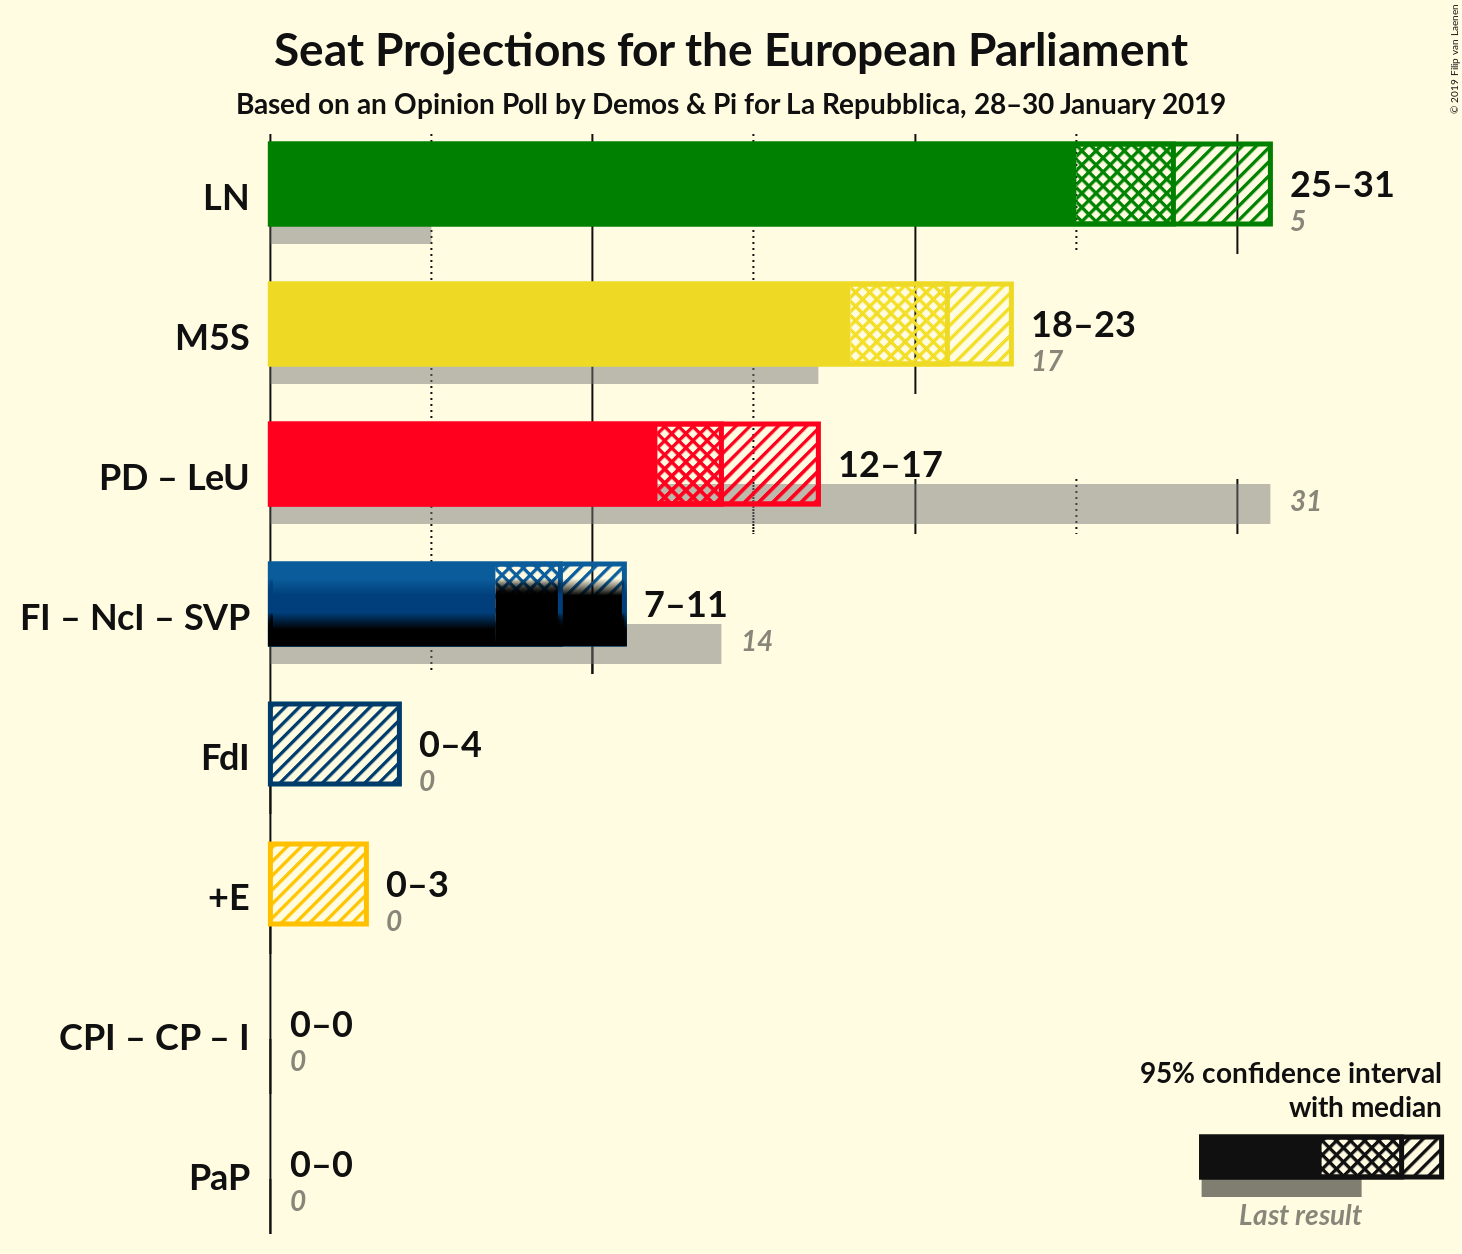 Seat Projections for the European Parliament
Based on an Opinion Poll by Demos & Pi for La Repubblica, 28–30 January 2019
© 2019 Filip van Laenen
LN
25–31
5
M5S
18–23
17
PD – LeU
12–17
31
FI – NcI – SVP
7–11
14
FdI
0–4
0
+E
0–3
0
CPI – CP – I
0–0
0
PaP
0–0
0
95% confidence interval
with median
Last result